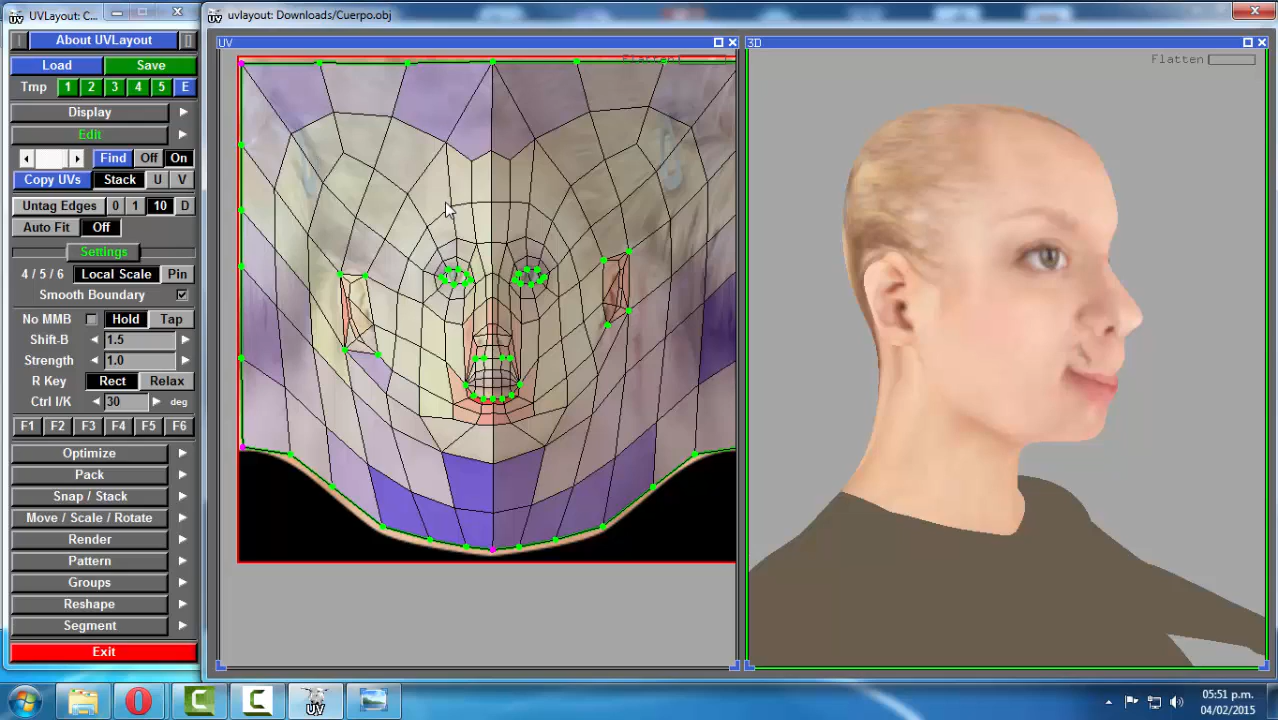 UVLayout: C...
uvlayout: Downloads/Cuerpo.obj
About UVLayout
Load Save
Tmp 1 2 3 4 5 E
Display
Edit
Find Off On
Copy UVs Stack U V
Untag Edges 0 1 10 D
Auto Fit Off
Settings
4 / 5 / 6 Local Scale Pin
Smooth Boundary
No MMB Hold Tap
Shift-B 1.5
Strength 1.0
R Key Rect Relax
Ctrl I/K 30 deg
F1 F2 F3 F4 F5 F6
Optimize
Pack
Snap / Stack
Move / Scale / Rotate
Render
Pattern
Groups
Reshape
Segment
Exit
UV
Flatten
3D
Flatten
UV
05:51 p.m.
04/02/2015